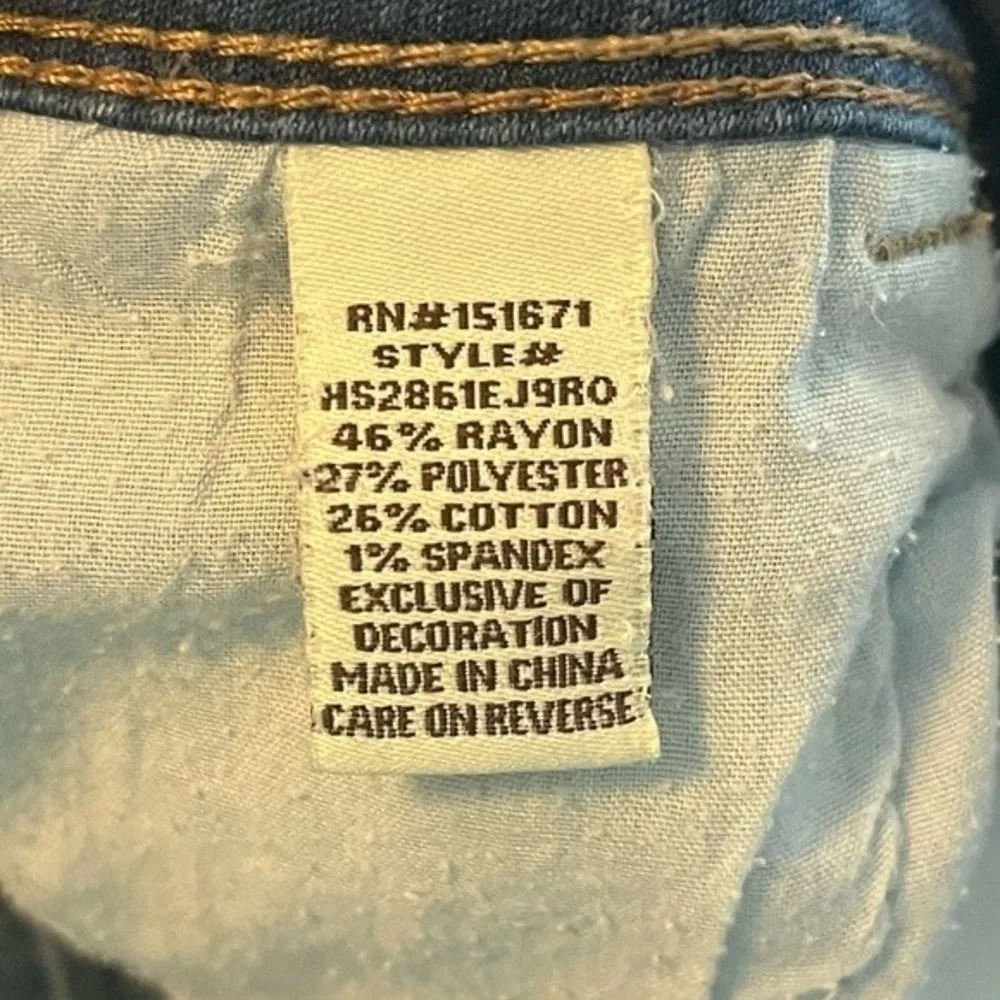 RN#151671
STYLE#
HS2861EJ9RO
46% RAYON
27% POLYESTER
26% COTTON
1% SPANDEX
EXCLUSIVE OF
DECORATION
MADE IN CHINA
CARE ON REVERSE